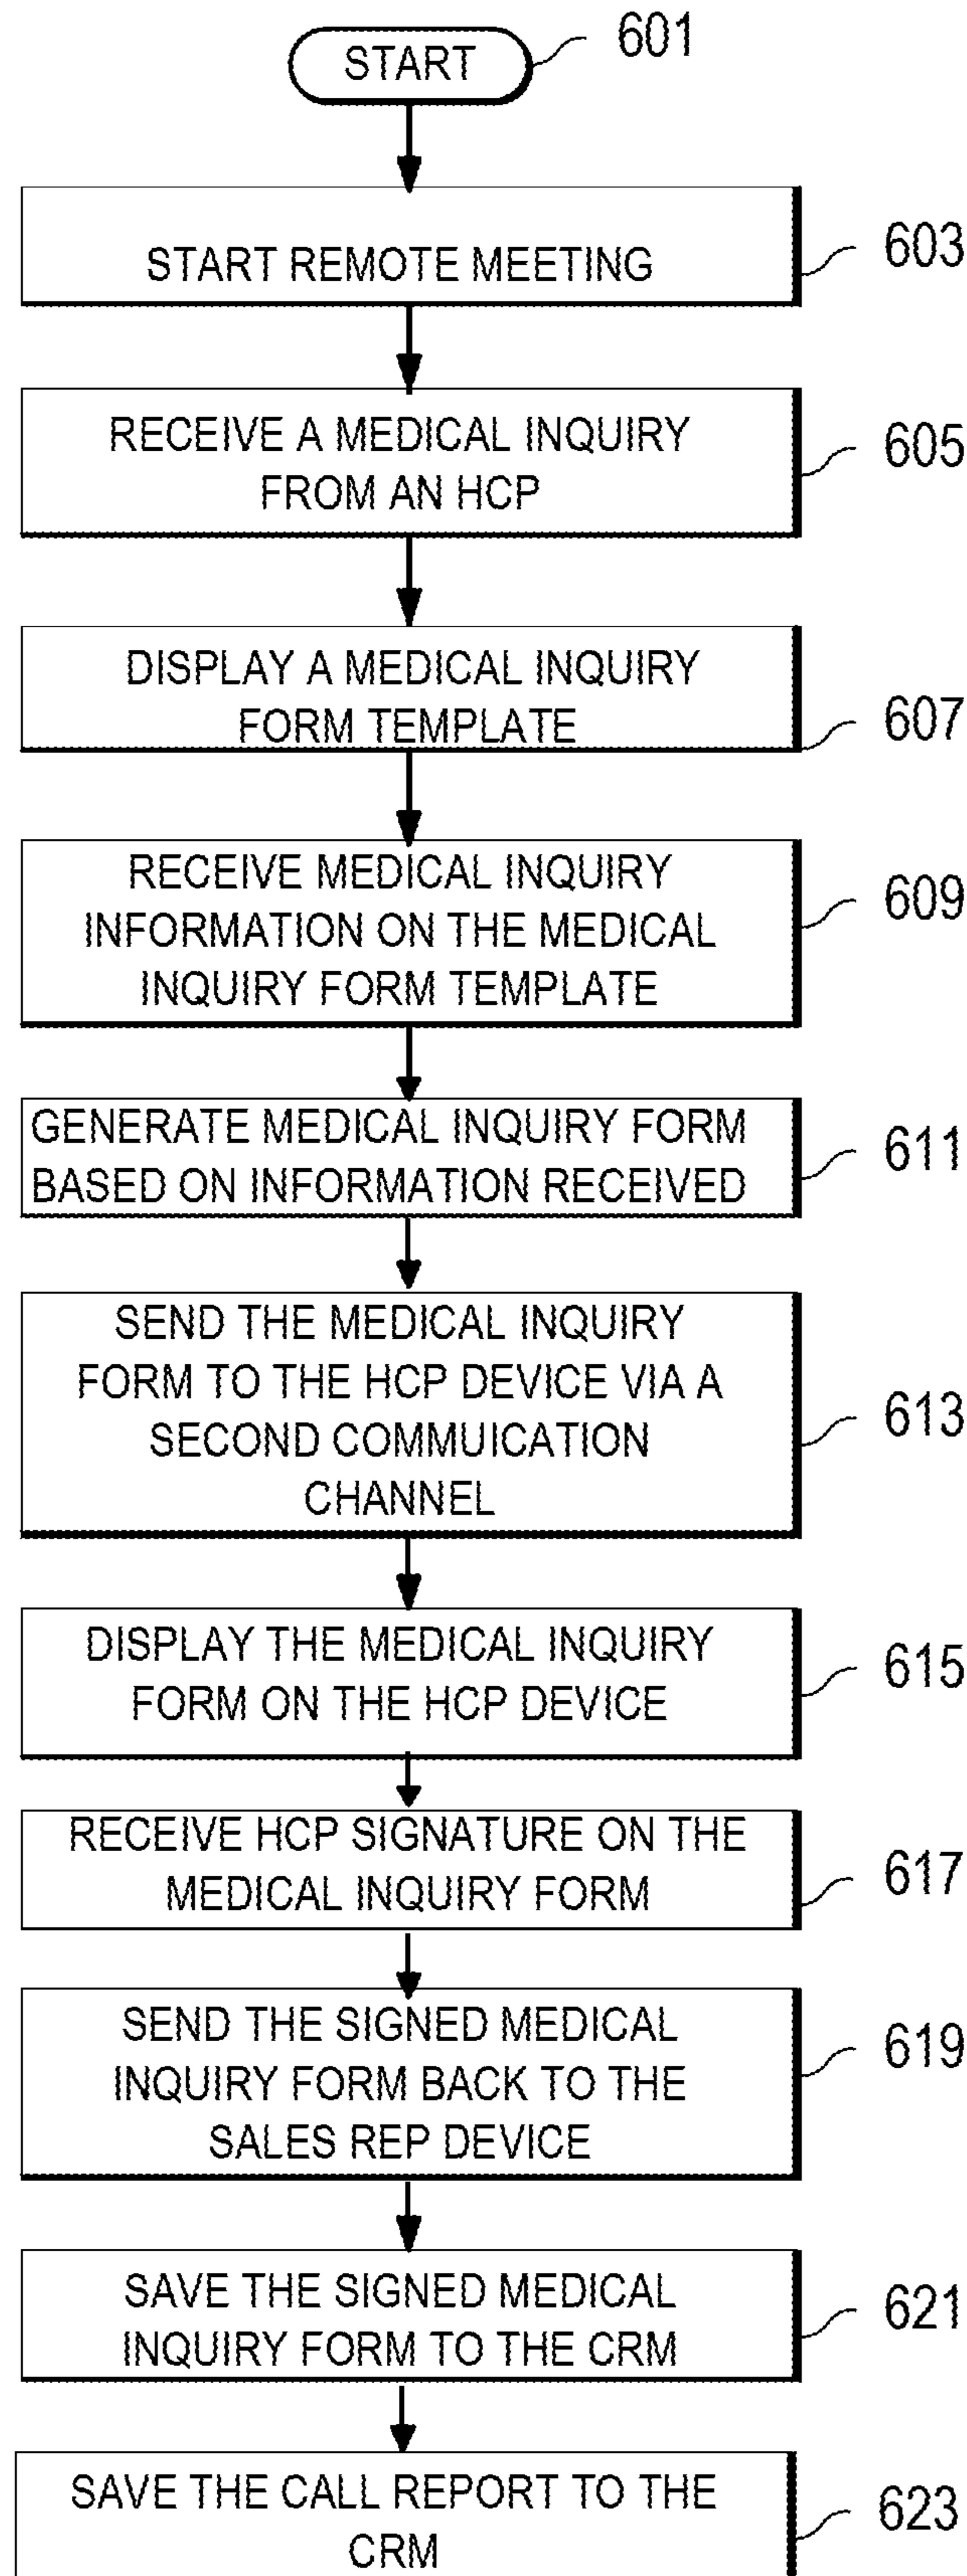 START
601
START REMOTE MEETING
603
RECEIVE A MEDICAL INQUIRY
FROM AN HCP
605
DISPLAY A MEDICAL INQUIRY
FORM TEMPLATE
607
RECEIVE MEDICAL INQUIRY
INFORMATION ON THE MEDICAL
INQUIRY FORM TEMPLATE
609
GENERATE MEDICAL INQUIRY FORM
BASED ON INFORMATION RECEIVED
611
SEND THE MEDICAL INQUIRY
FORM TO THE HCP DEVICE VIA A
SECOND COMMUICATION
CHANNEL
613
DISPLAY THE MEDICAL INQUIRY
FORM ON THE HCP DEVICE
615
RECEIVE HCP SIGNATURE ON THE
MEDICAL INQUIRY FORM
617
SEND THE SIGNED MEDICAL
INQUIRY FORM BACK TO THE
SALES REP DEVICE
619
SAVE THE SIGNED MEDICAL
INQUIRY FORM TO THE CRM
621
SAVE THE CALL REPORT TO THE
CRM
623